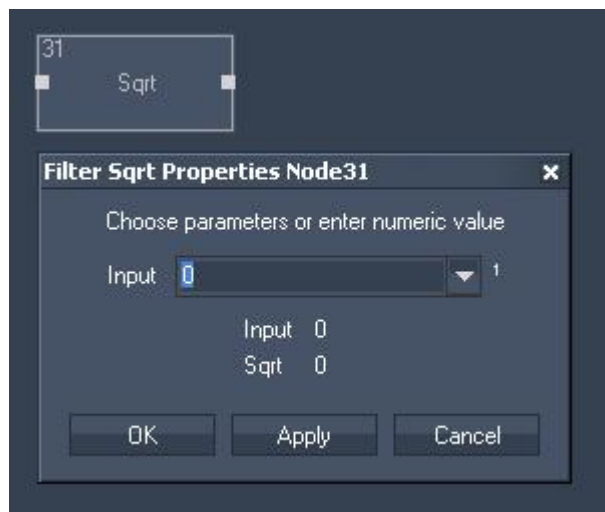 31
Sqrt
Filter Sqrt Properties Node31
Choose parameters or enter numeric value
Input 0 1
Input 0
Sqrt 0
OK Apply Cancel